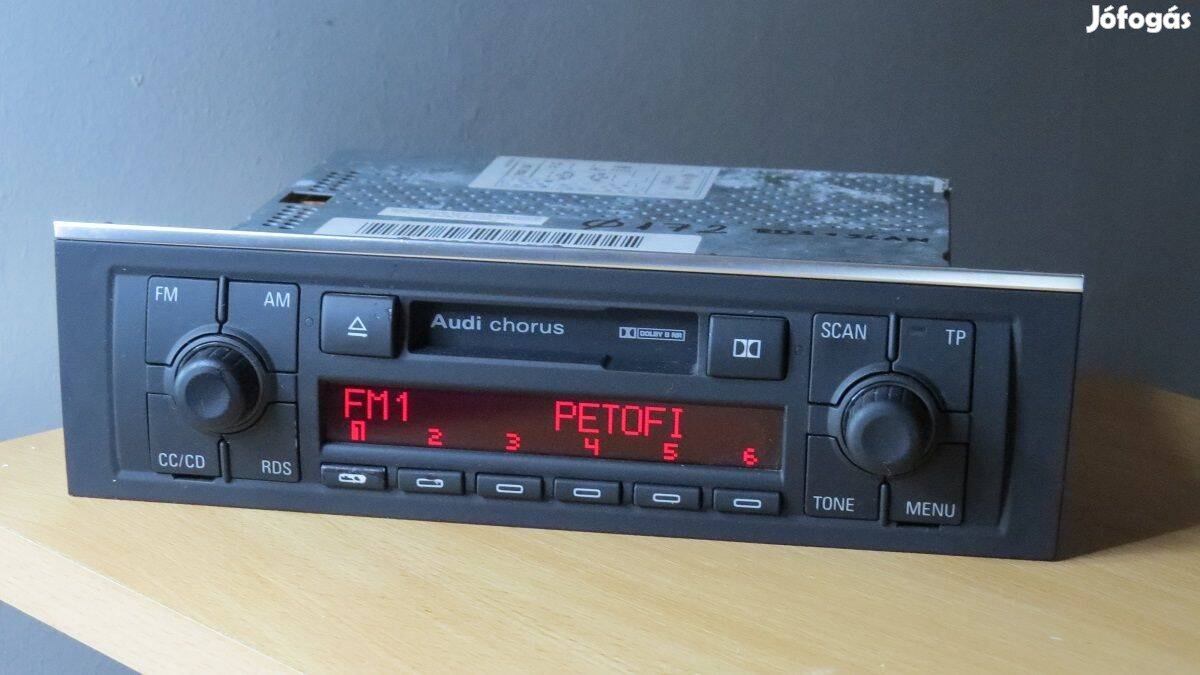 Jófogás
FM
AM
Audi chorus
DOLBY B NR
SCAN
TP
FM1
PETOFI
1 2 3 4 5 6
CC/CD
RDS
TONE
MENU